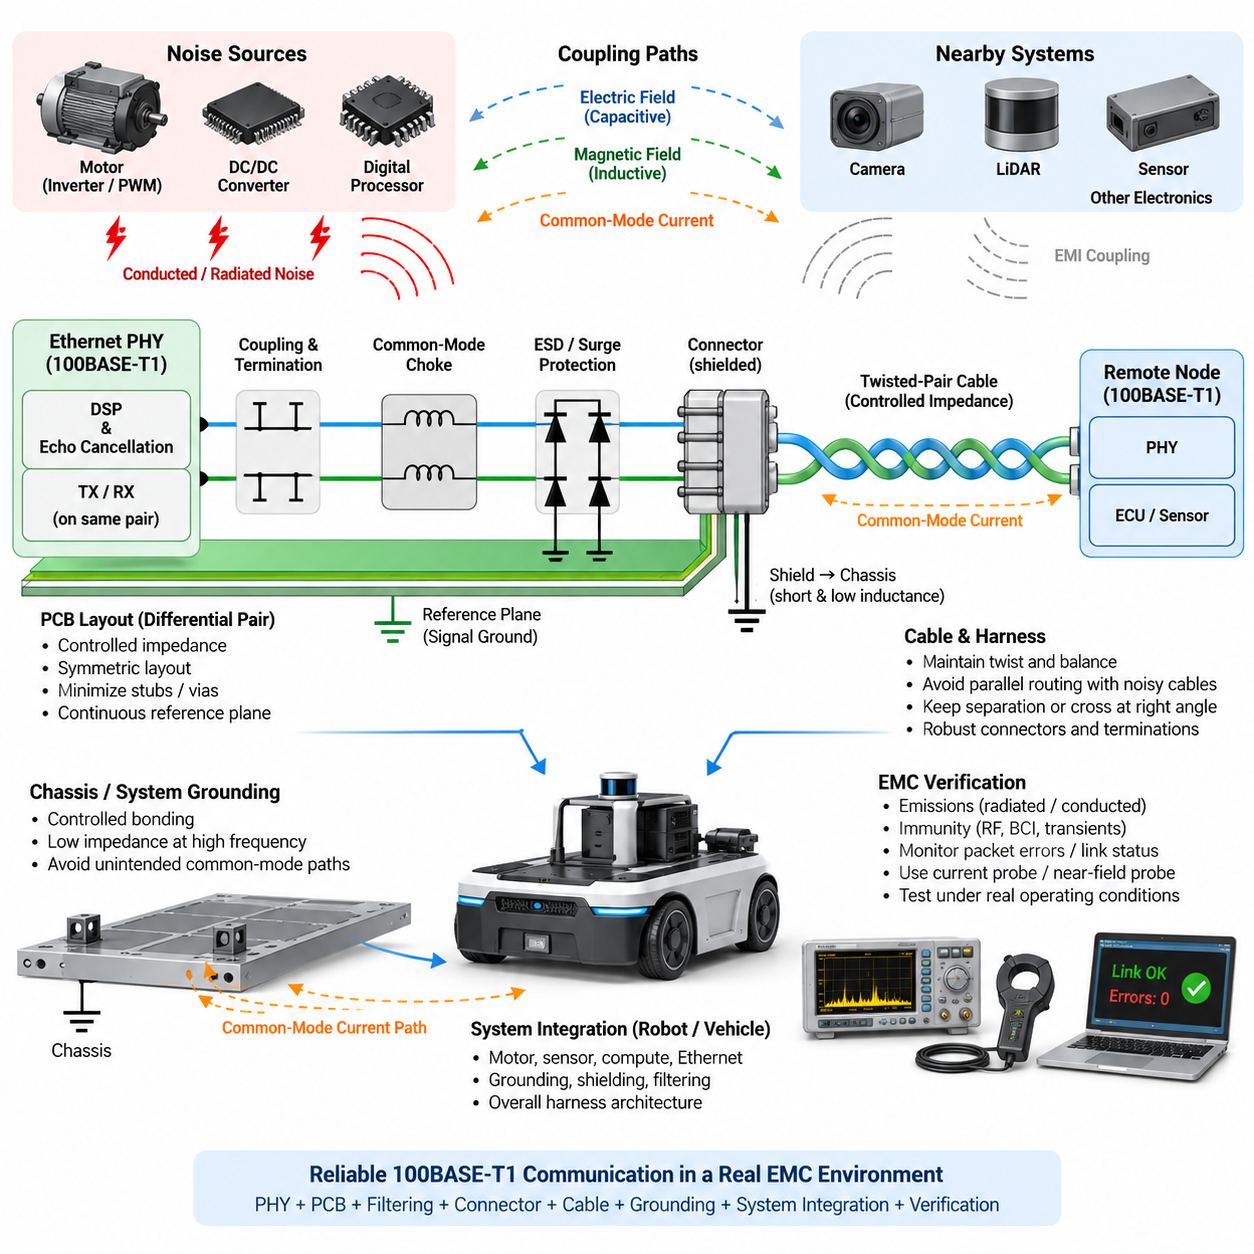 Noise Sources
Motor
(Inverter / PWM)
DC/DC
Converter
Digital
Processor
Conducted / Radiated Noise
Coupling Paths
Electric Field
(Capacitive)
Magnetic Field
(Inductive)
Common-Mode Current
Nearby Systems
Camera
LiDAR
Sensor
Other Electronics
EMI Coupling
Ethernet PHY
(100BASE-T1)
DSP
&
Echo Cancellation
TX / RX
(on same pair)
Coupling &
Termination
Common-Mode
Choke
ESD / Surge
Protection
Connector
(shielded)
Twisted-Pair Cable
(Controlled Impedance)
Common-Mode Current
Remote Node
(100BASE-T1)
PHY
ECU / Sensor
Shield → Chassis
(short & low inductance)
Reference Plane
(Signal Ground)
PCB Layout (Differential Pair)
• Controlled impedance
• Symmetric layout
• Minimize stubs / vias
• Continuous reference plane
Cable & Harness
• Maintain twist and balance
• Avoid parallel routing with noisy cables
• Keep separation or cross at right angle
• Robust connectors and terminations
Chassis / System Grounding
• Controlled bonding
• Low impedance at high frequency
• Avoid unintended common-mode paths
Chassis
Common-Mode Current Path
EMC Verification
• Emissions (radiated / conducted)
• Immunity (RF, BCI, transients)
• Monitor packet errors / link status
• Use current probe / near-field probe
• Test under real operating conditions
Link OK
Errors: 0
System Integration (Robot / Vehicle)
• Motor, sensor, compute, Ethernet
• Grounding, shielding, filtering
• Overall harness architecture
Reliable 100BASE-T1 Communication in a Real EMC Environment
PHY + PCB + Filtering + Connector + Cable + Grounding + System Integration + Verification